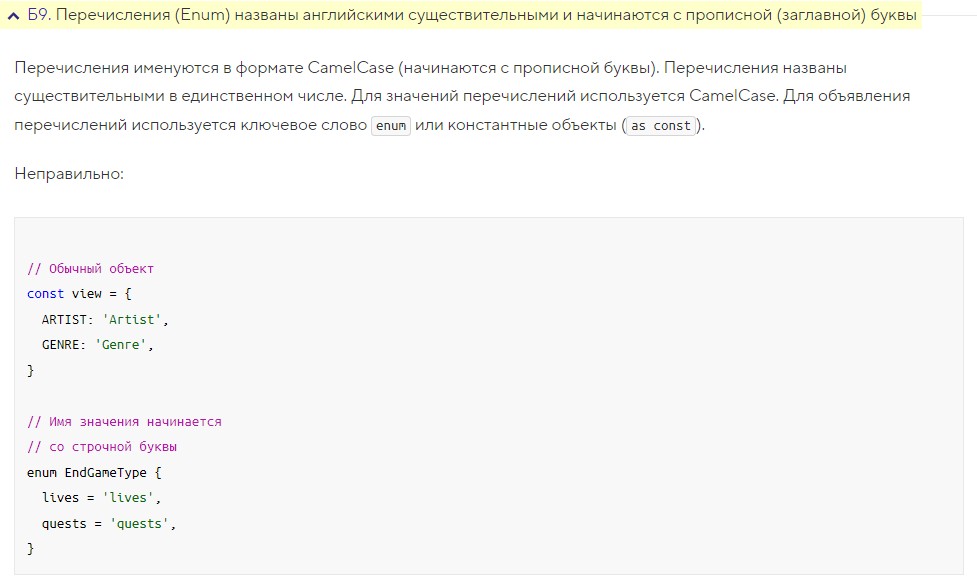 Б9. Перечисления (Enum) названы английскими существительными и начинаются с прописной (заглавной) буквы
Перечисления именуются в формате CamelCase (начинаются с прописной буквы). Перечисления названы
существительными в единственном числе. Для значений перечислений используется CamelCase. Для объявления
перечислений используется ключевое слово enum или константные объекты (as const).
Неправильно:
// Обычный объект
const view = {
  ARTIST: 'Artist',
  GENRE: 'Genre',
}
// Имя значения начинается
// со строчной буквы
enum EndGameType {
  lives = 'lives',
  quests = 'quests',
}